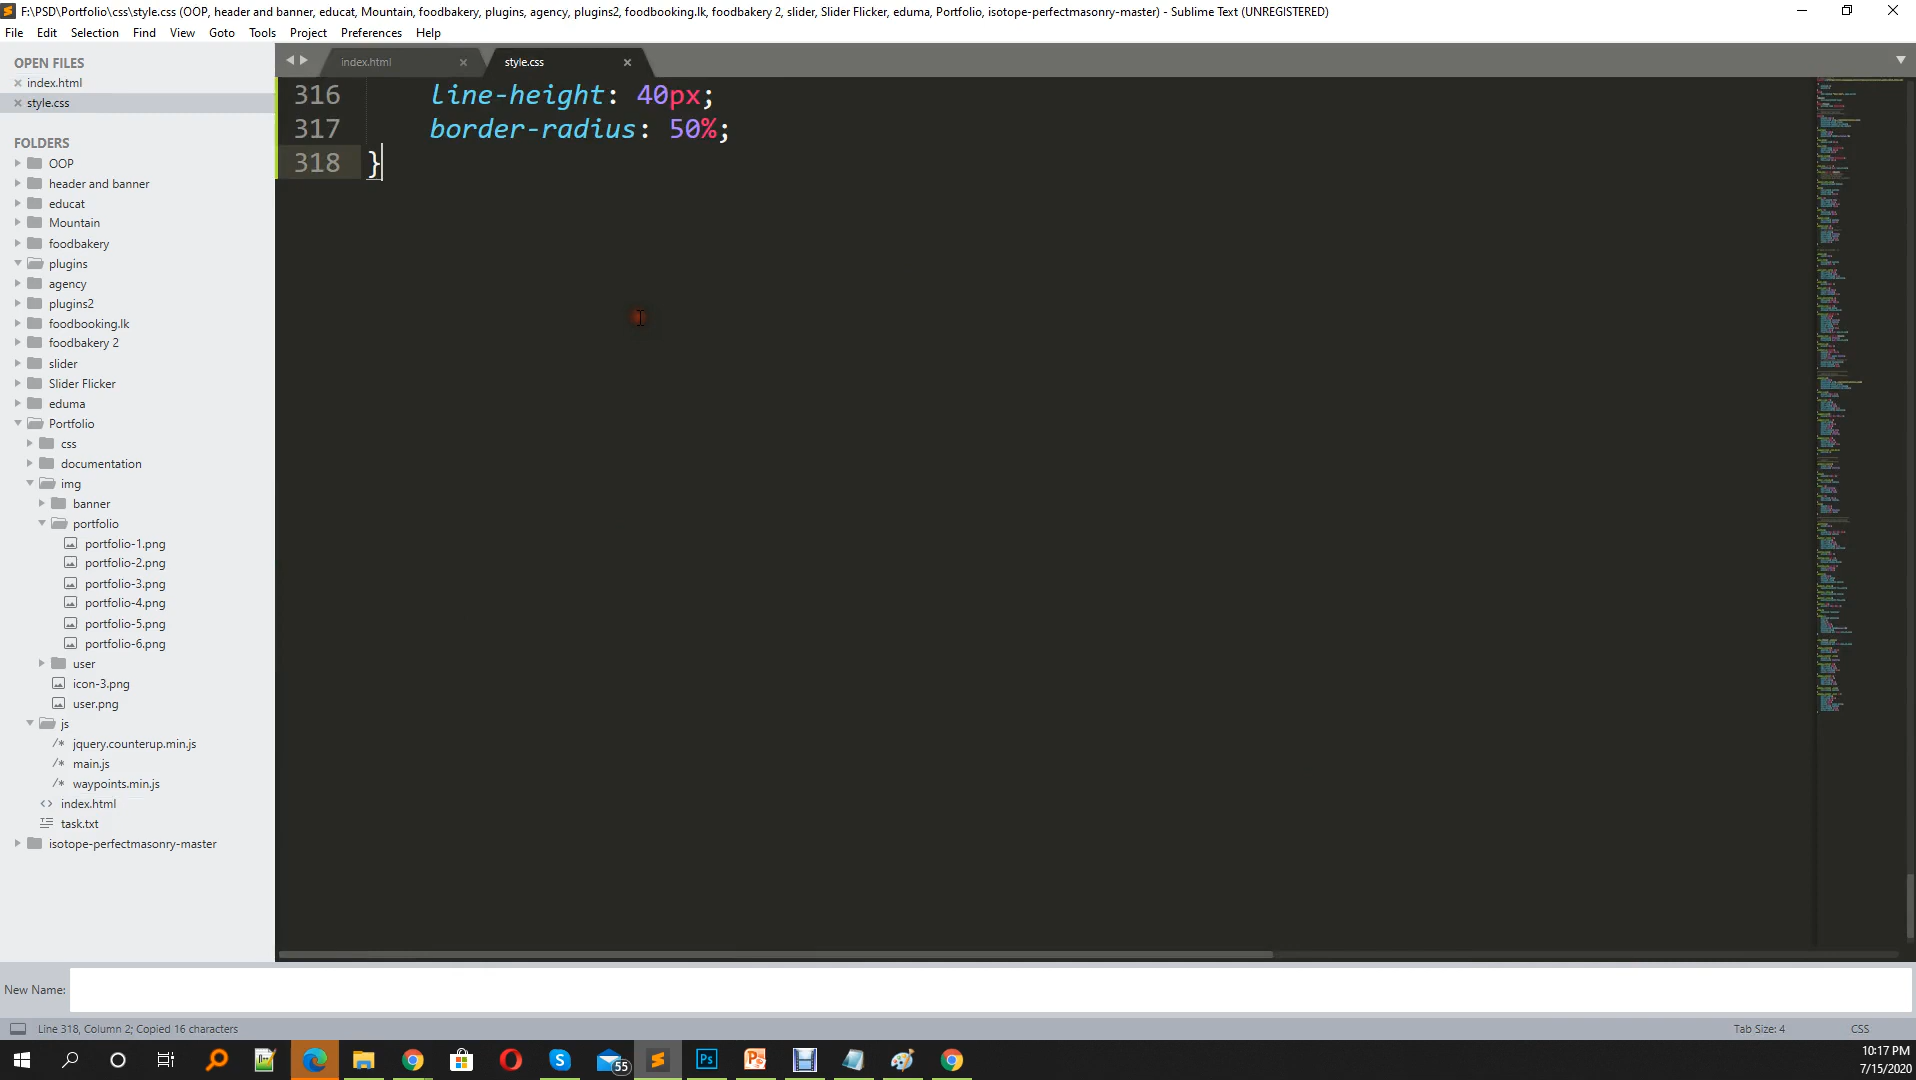 F:\PSD\Portfolio\css\style.css (OOP, header and banner, educat, Mountain, foodbakery, plugins, agency, plugins2, foodbooking.lk, foodbakery 2, slider, Slider Flicker, eduma, Portfolio, isotope-perfectmasonry-master) - Sublime Text (UNREGISTERED)
File Edit Selection Find View Goto Tools Project Preferences Help
OPEN FILES
index.html
style.css
FOLDERS
OOP
header and banner
educat
Mountain
foodbakery
plugins
agency
plugins2
foodbooking.lk
foodbakery 2
slider
Slider Flicker
eduma
Portfolio
css
documentation
img
banner
portfolio
portfolio-1.png
portfolio-2.png
portfolio-3.png
portfolio-4.png
portfolio-5.png
portfolio-6.png
user
icon-3.png
user.png
js
/* jquery.counterup.min.js
/* main.js
/* waypoints.min.js
<> index.html
task.txt
isotope-perfectmasonry-master
index.html
style.css
316 line-height: 40px;
317 border-radius: 50%;
318 }
New Name:
Line 318, Column 2; Copied 16 characters
Tab Size: 4
CSS
55
10:17 PM
7/15/2020